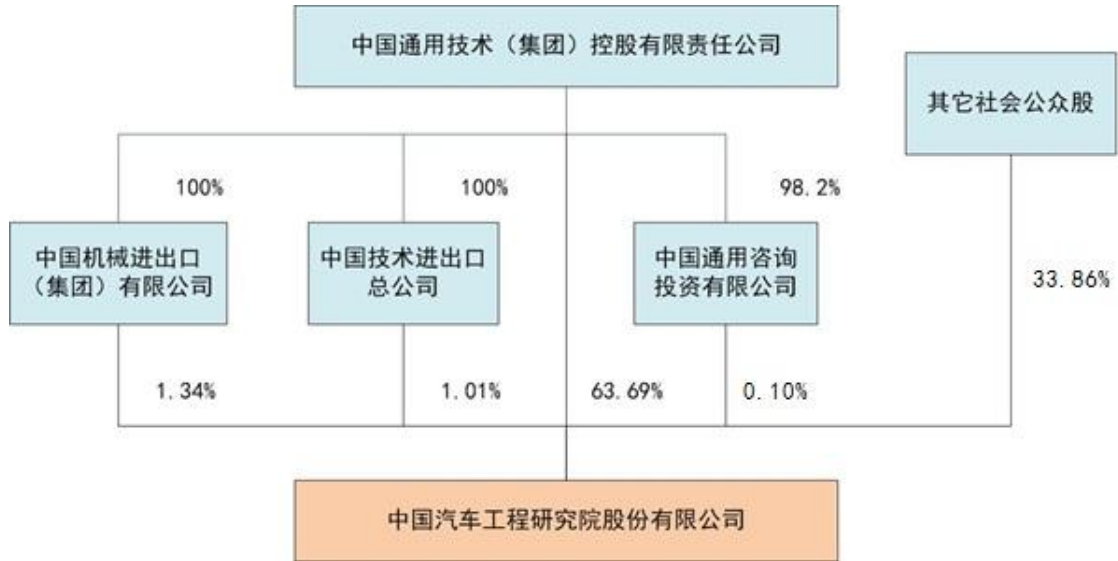 中国通用技术（集团）控股有限责任公司
其它社会公众股
100%
100%
98.2%
中国机械进出口
（集团）有限公司
中国技术进出口
总公司
中国通用咨询
投资有限公司
33.86%
1.34%
1.01%
63.69%
0.10%
中国汽车工程研究院股份有限公司